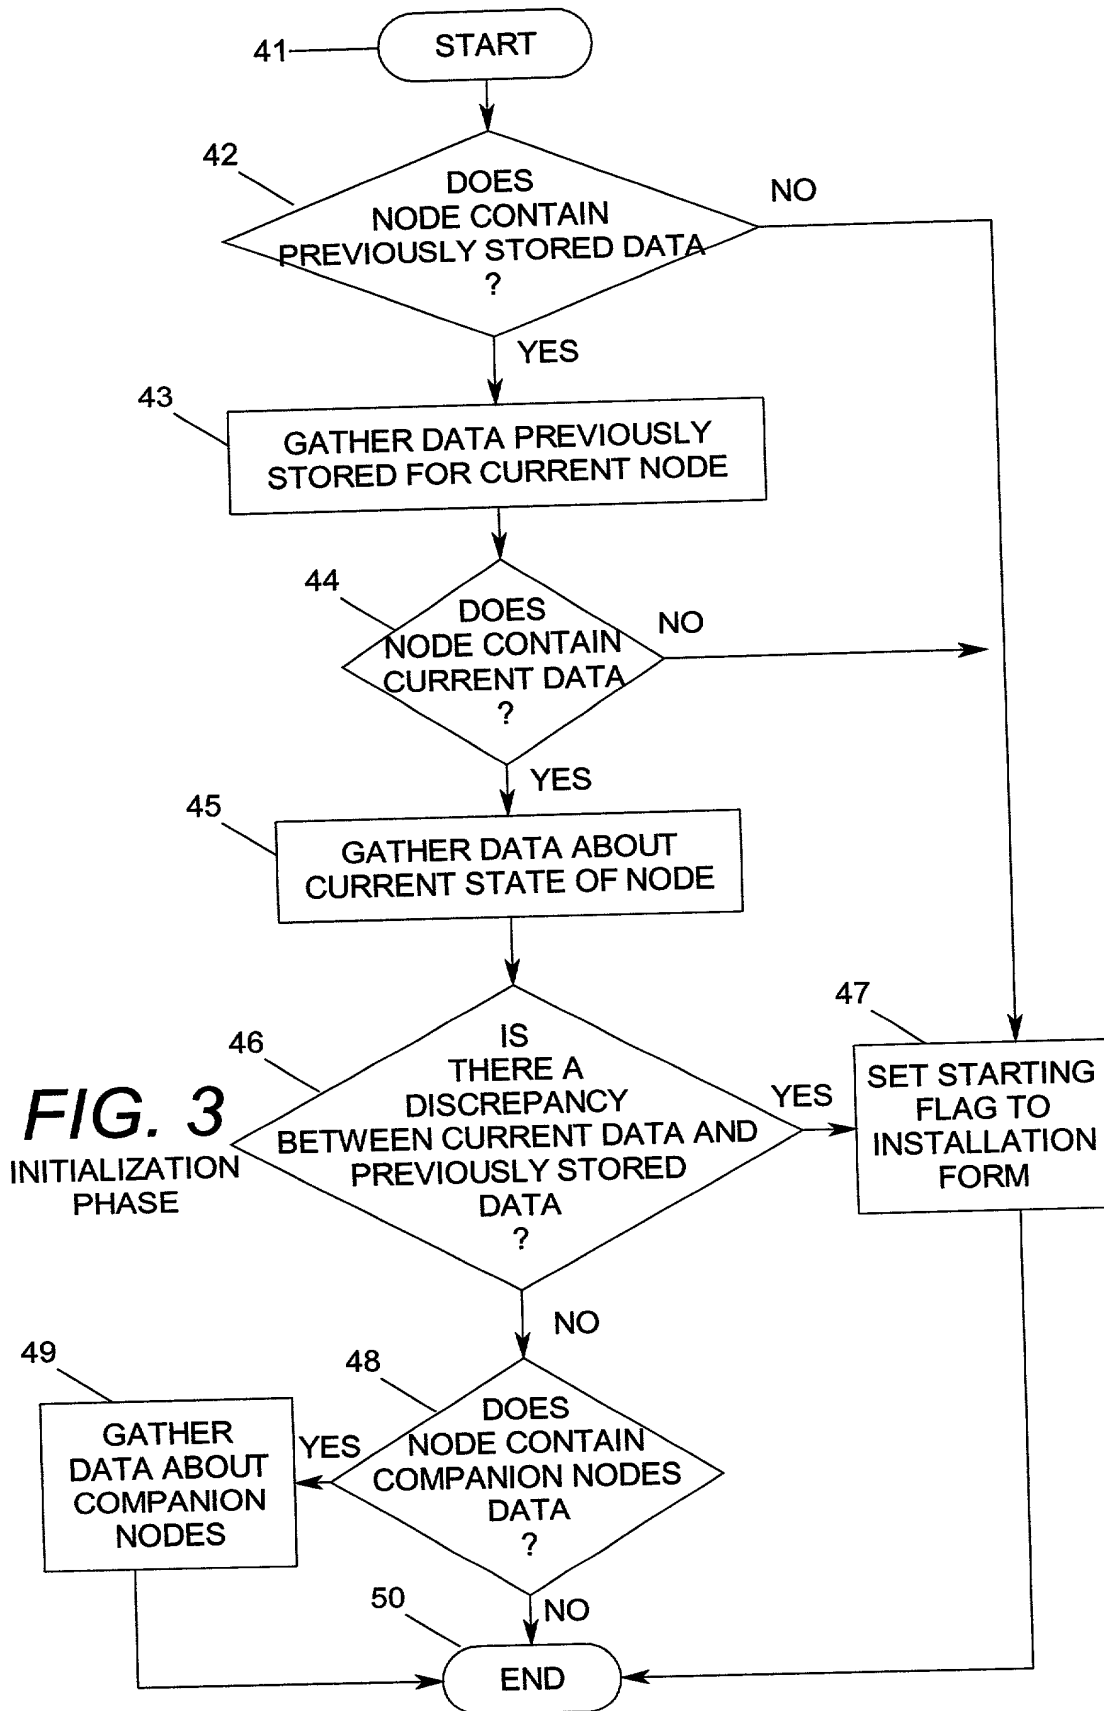 START
41
42
DOES
NODE CONTAIN
PREVIOUSLY STORED DATA
?
NO
YES
43
GATHER DATA PREVIOUSLY
STORED FOR CURRENT NODE
44
DOES
NODE CONTAIN
CURRENT DATA
?
NO
YES
45
GATHER DATA ABOUT
CURRENT STATE OF NODE
46
IS
THERE A
DISCREPANCY
BETWEEN CURRENT DATA AND
PREVIOUSLY STORED
DATA
?
YES
47
SET STARTING
FLAG TO
INSTALLATION
FORM
FIG. 3
INITIALIZATION
PHASE
NO
48
DOES
NODE CONTAIN
COMPANION NODES
DATA
?
YES
49
GATHER
DATA ABOUT
COMPANION
NODES
NO
50
END